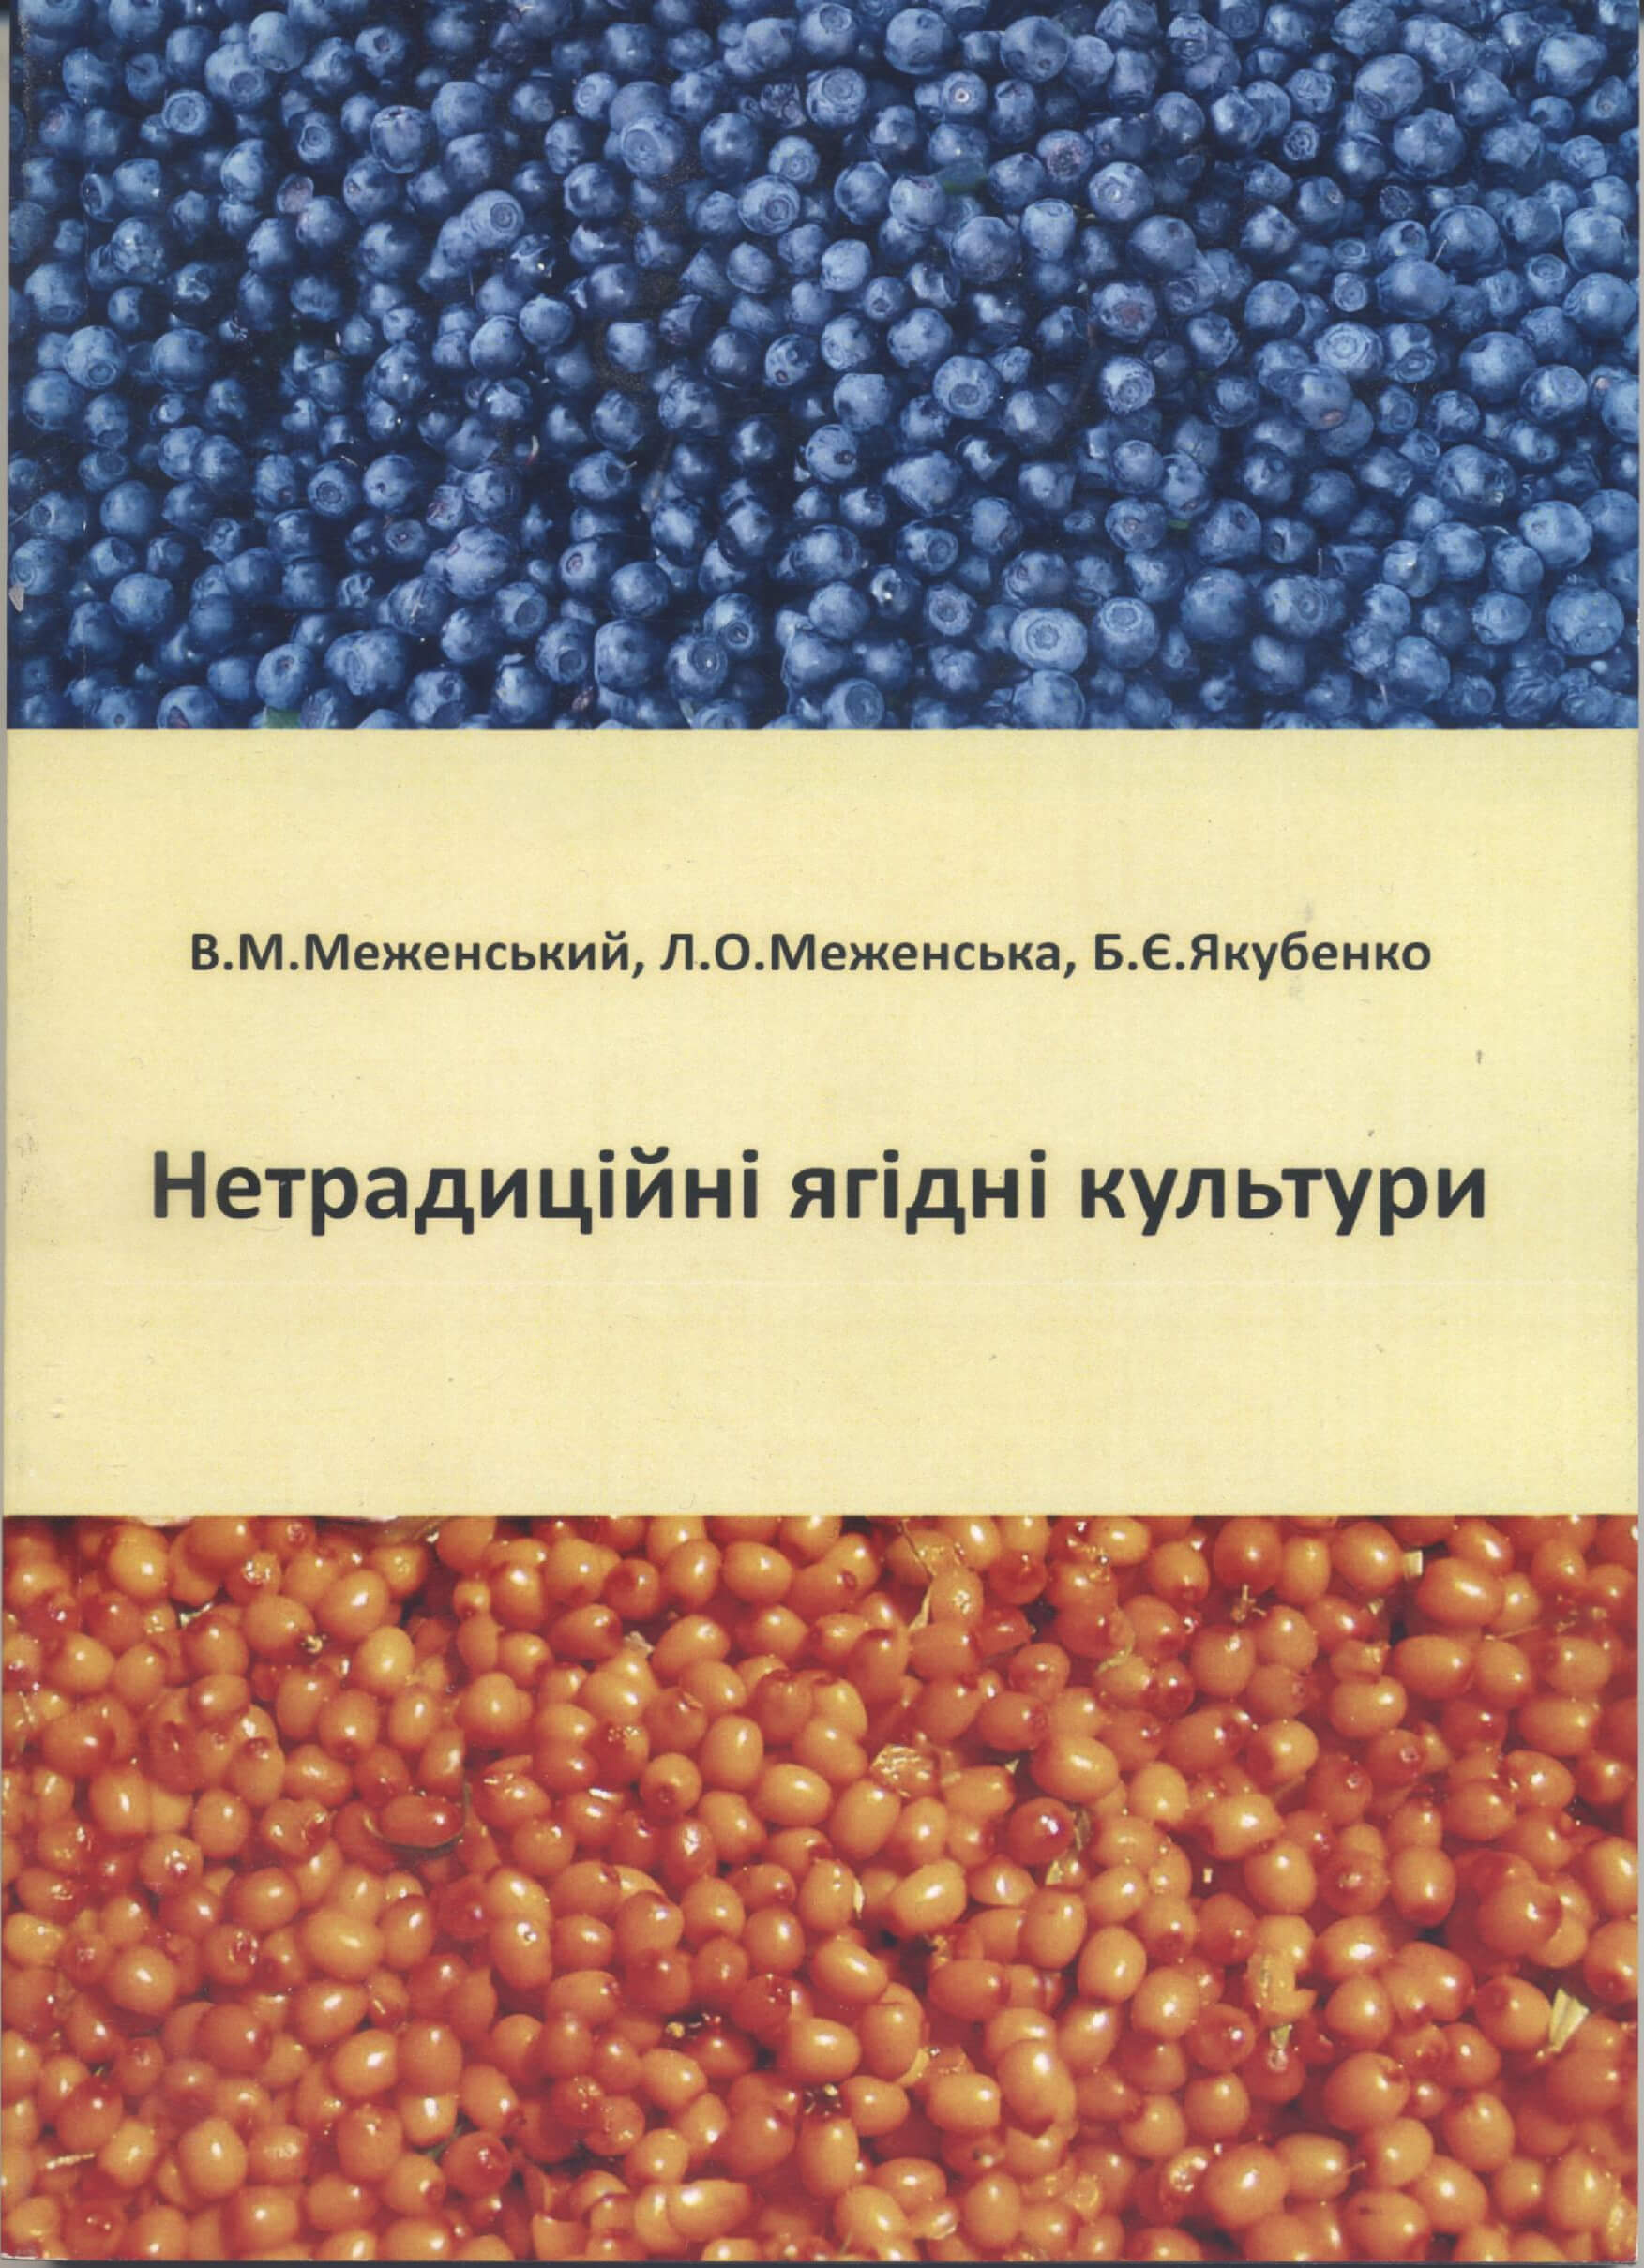 В.М.Меженський, Л.О.Меженська, Б.Є.Якубенко
Нетрадиційні ягідні культури